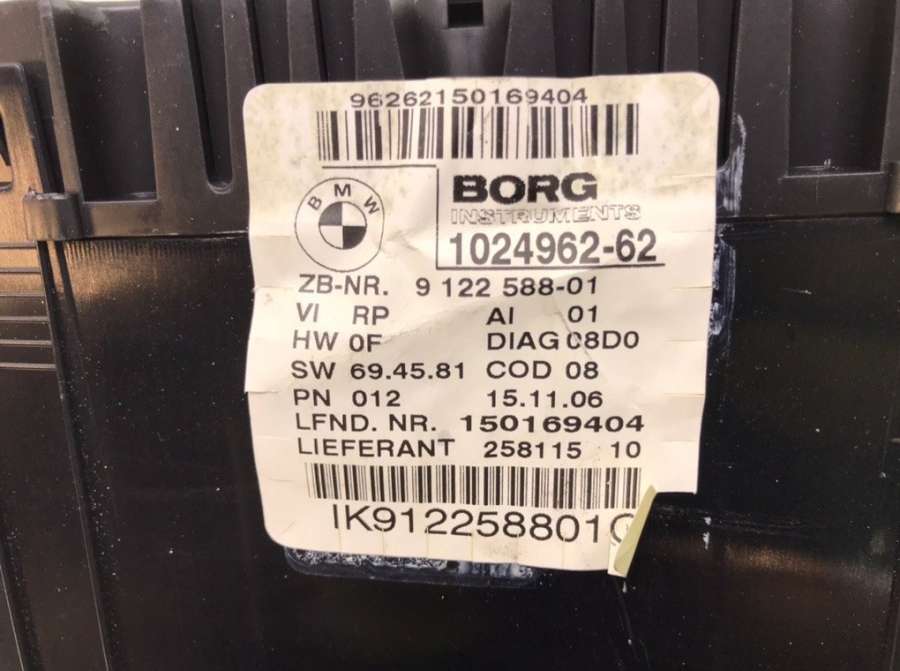 96262150169404
BMW
BORG
INSTRUMENTS
1024962-62
ZB-NR. 9 122 588-01
VI RP AI 01
HW 0F DIAG 08D0
SW 69.45.81 COD 08
PN 012 15.11.06
LFND. NR. 150169404
LIEFERANT 258115 10